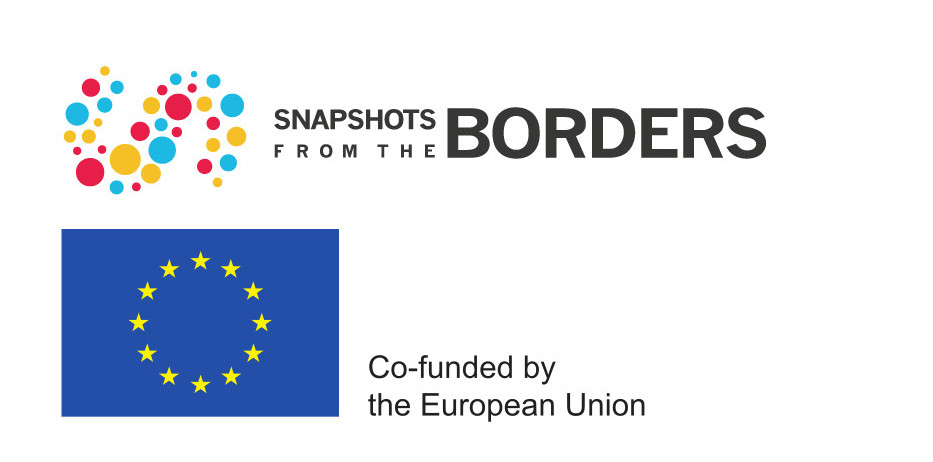 SNAPSHOTS
FROM THE BORDERS
Co-funded by
the European Union